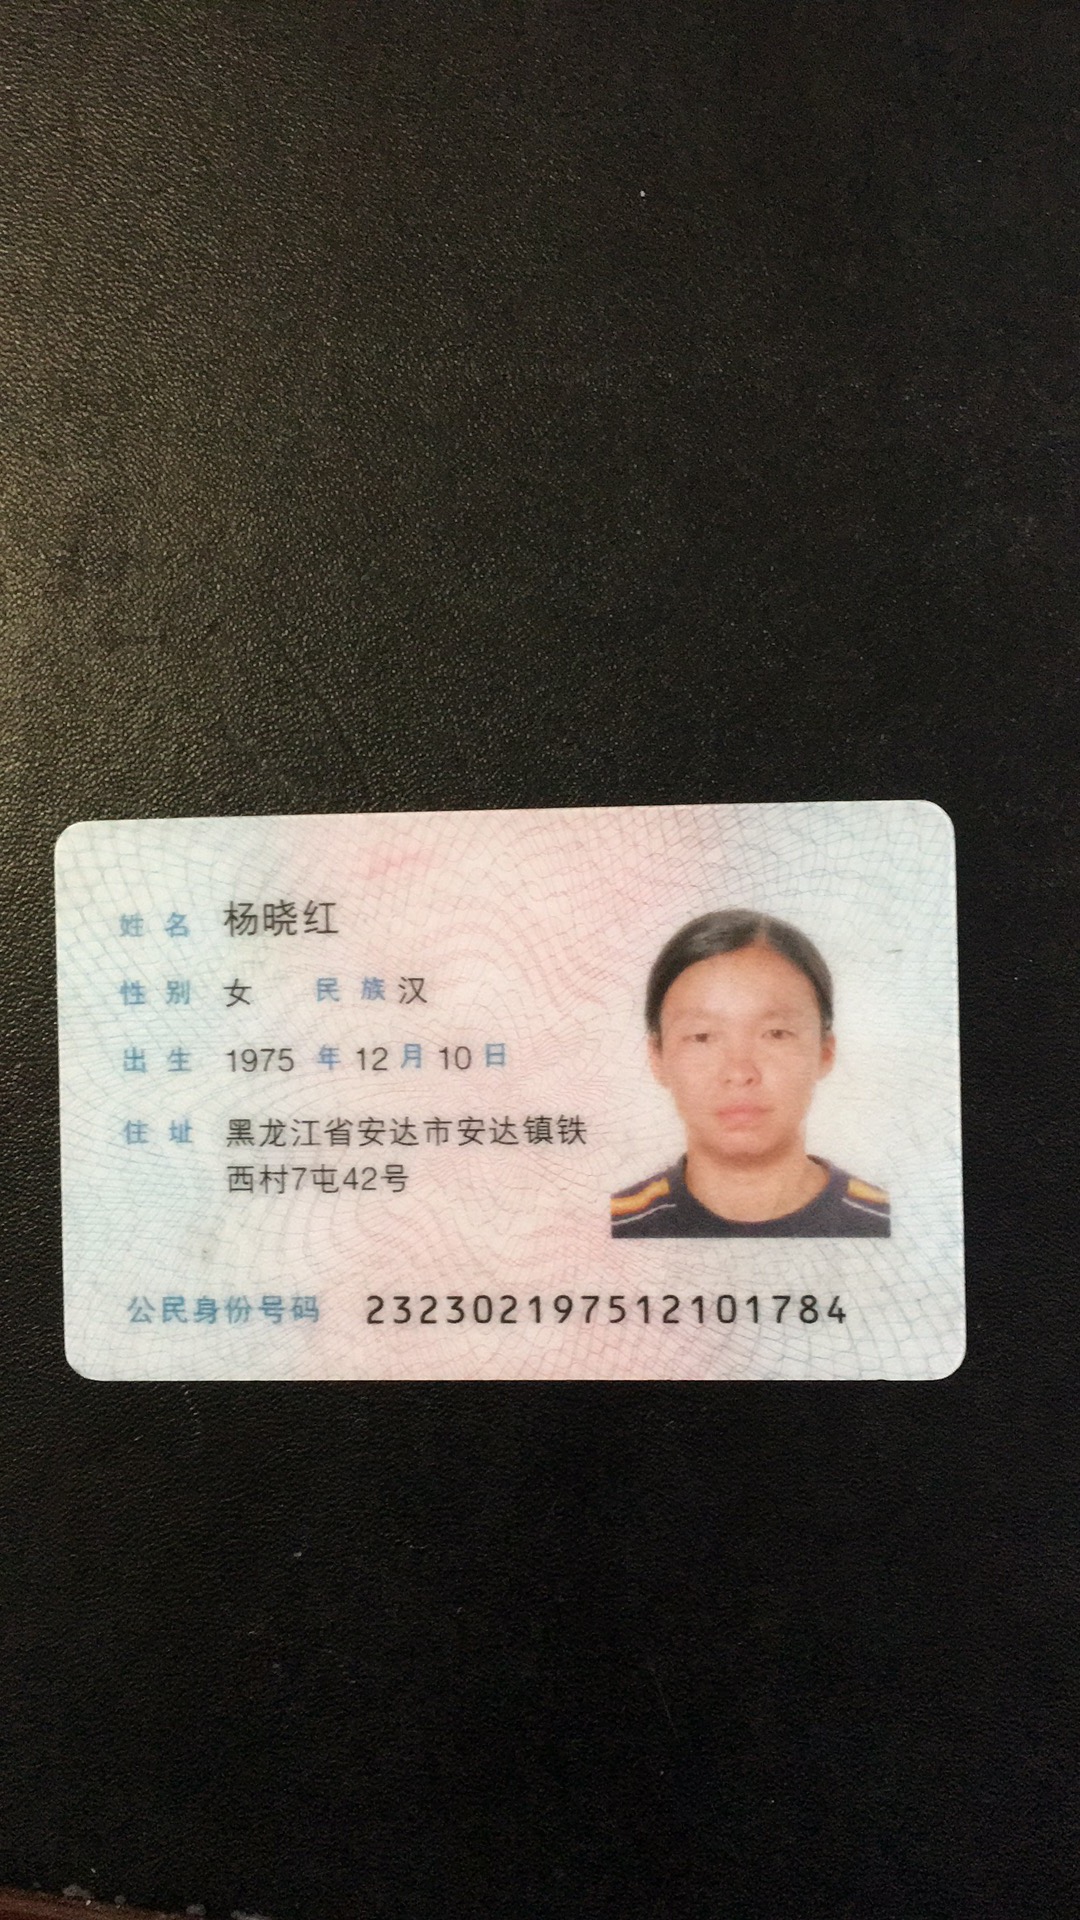 姓名 杨晓红
性别 女 民族 汉
出生 1975 年 12 月 10 日
住址 黑龙江省安达市安达镇铁
西村7屯42号
公民身份号码 232302197512101784